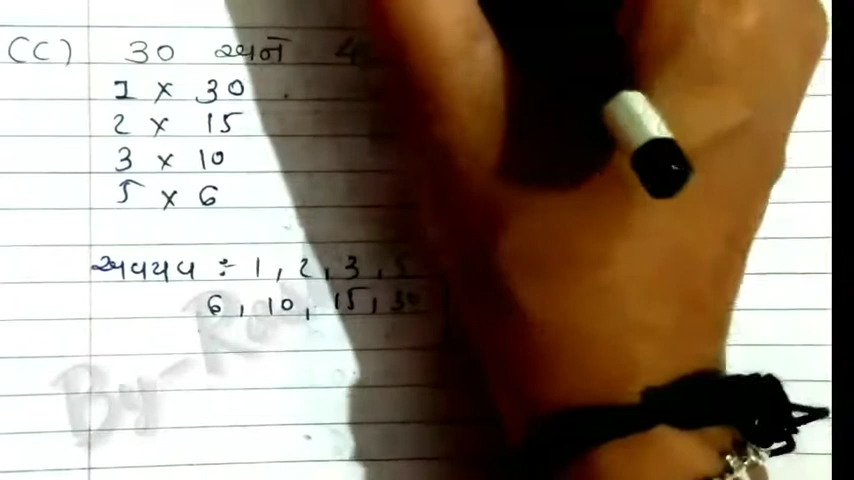 (C) 30 અને
1 x 30
2 x 15
3 x 10
5 x 6
અવયવ ÷ 1, 2, 3, 5
6, 10, 15, 30